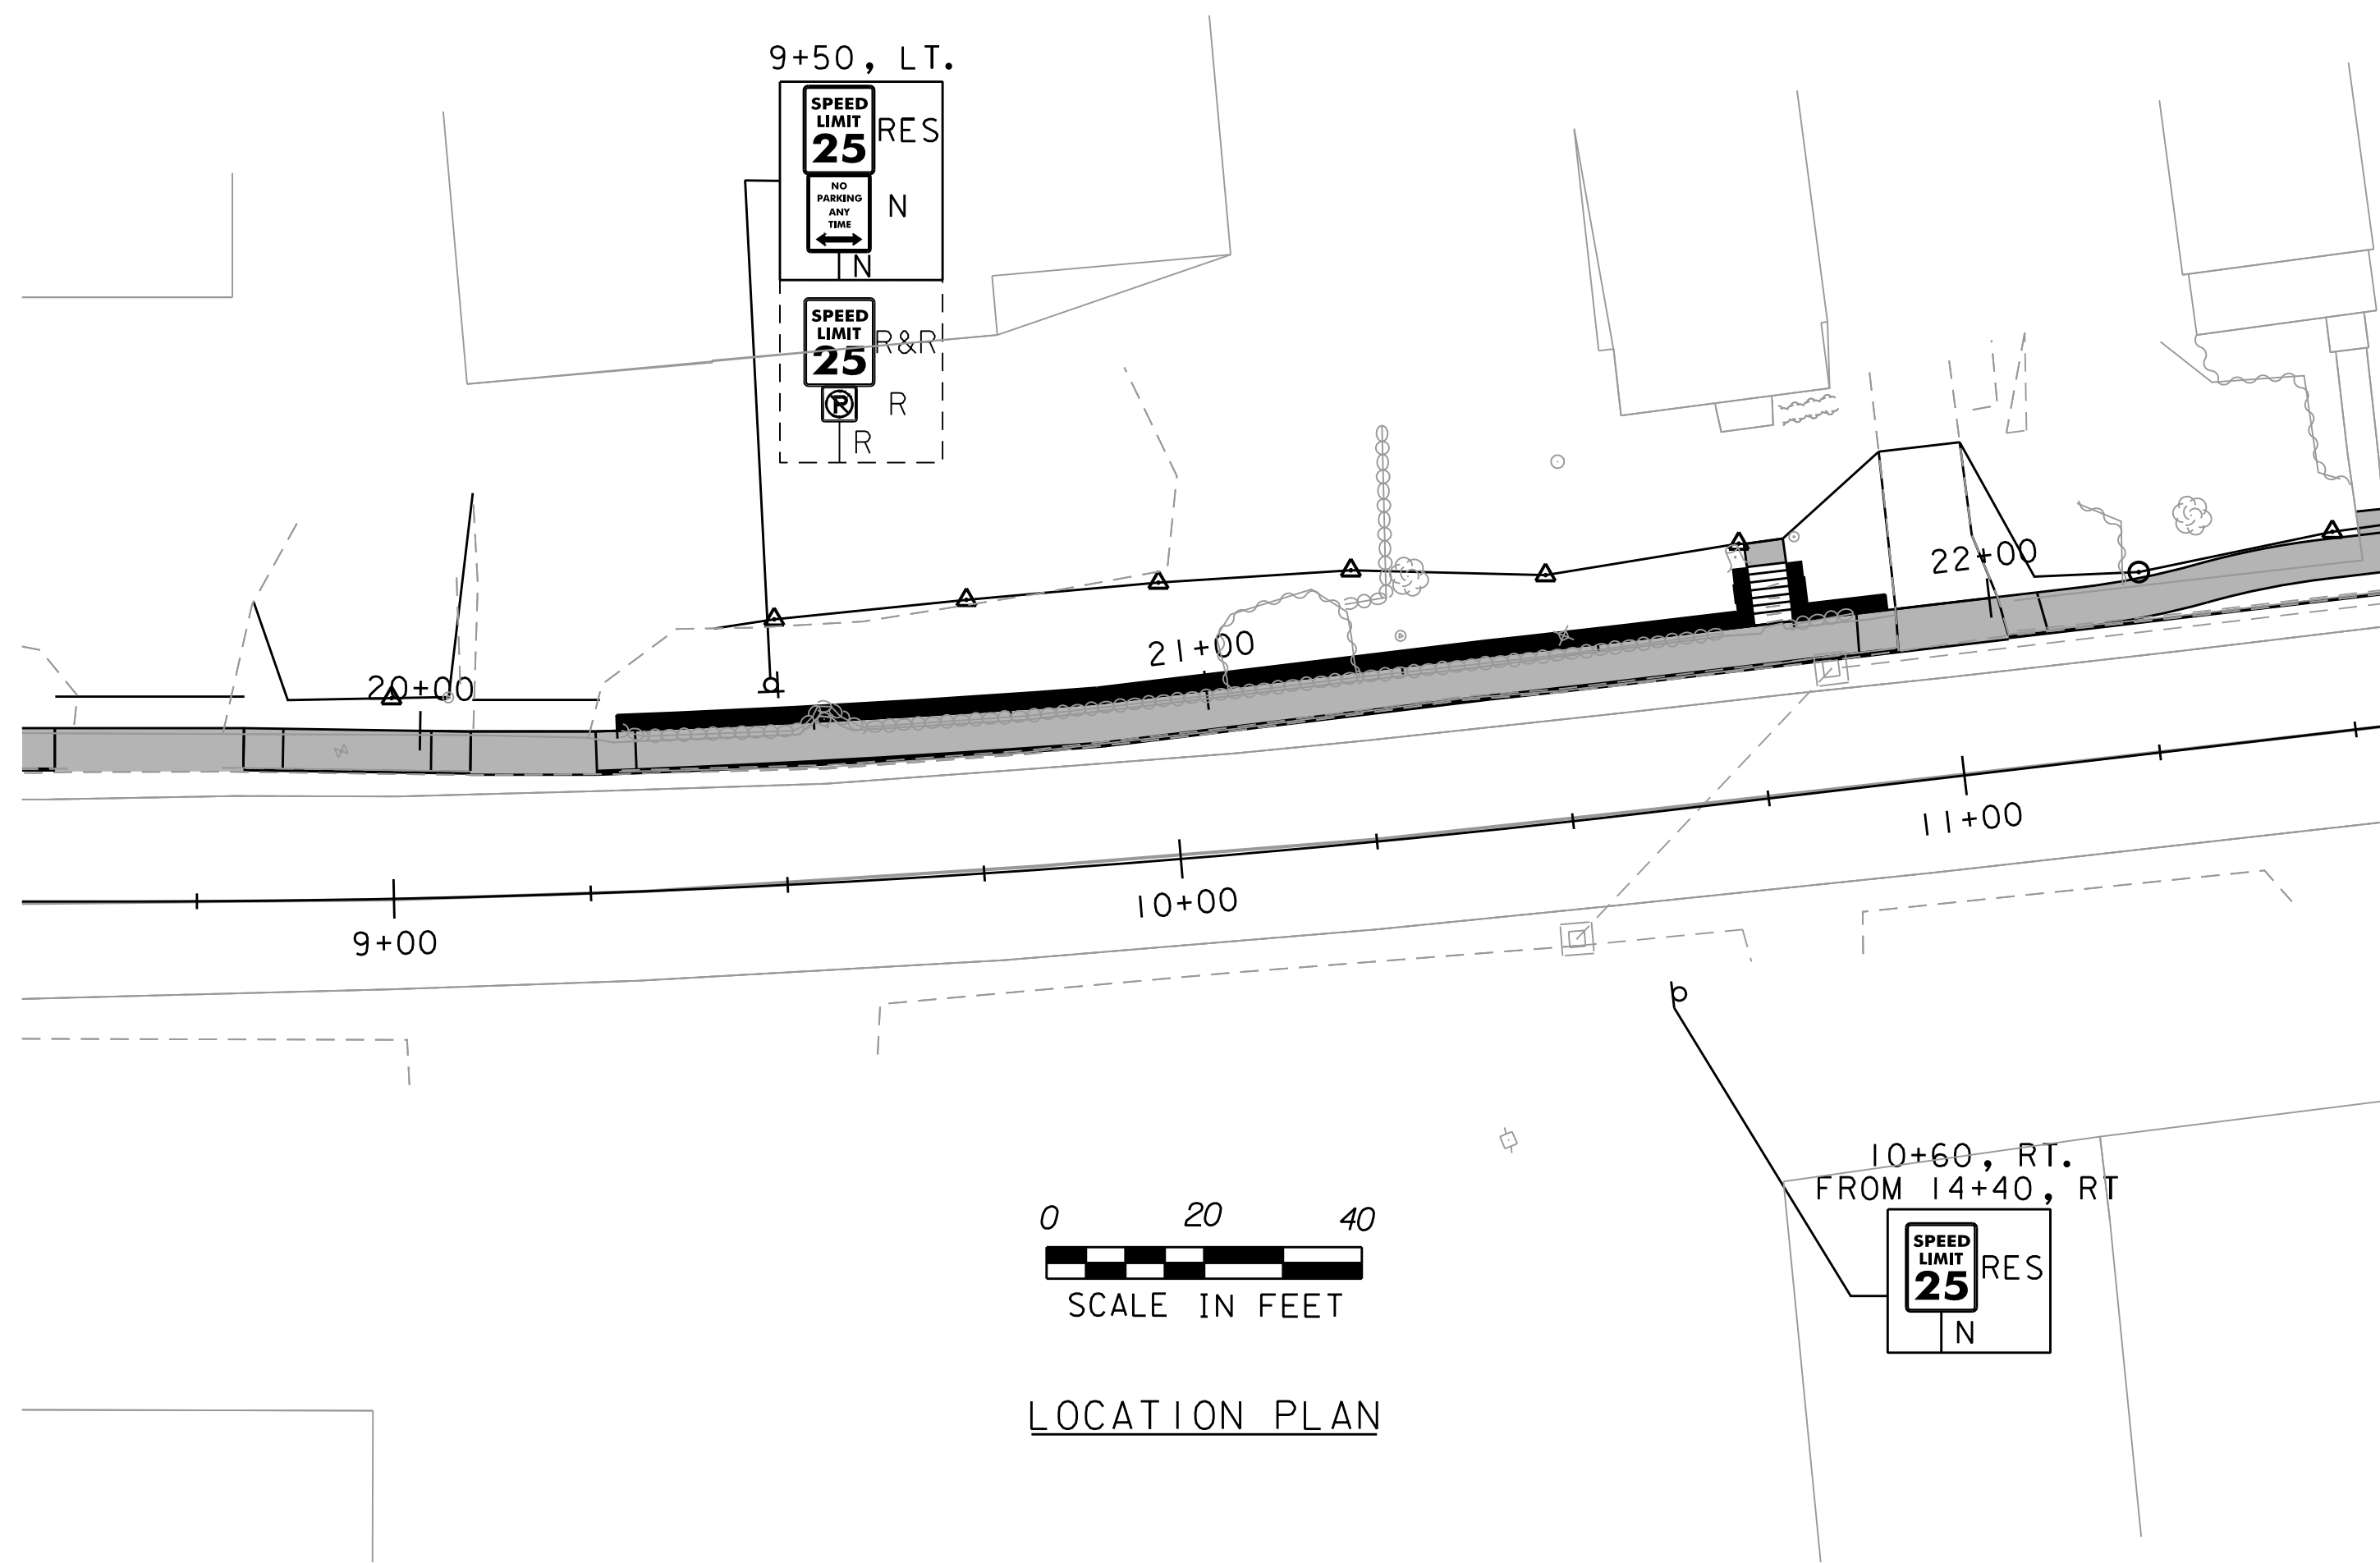 9+50, LT.
SPEED
LIMIT
25
RES
NO
PARKING
ANY
TIME
N
N
SPEED
LIMIT
25
R&R
P
R
R
20+00
21+00
22+00
9+00
10+00
11+00
10+60, RT.
FROM 14+40, RT
SPEED
LIMIT
25
RES
N
0 20 40
SCALE IN FEET
LOCATION PLAN